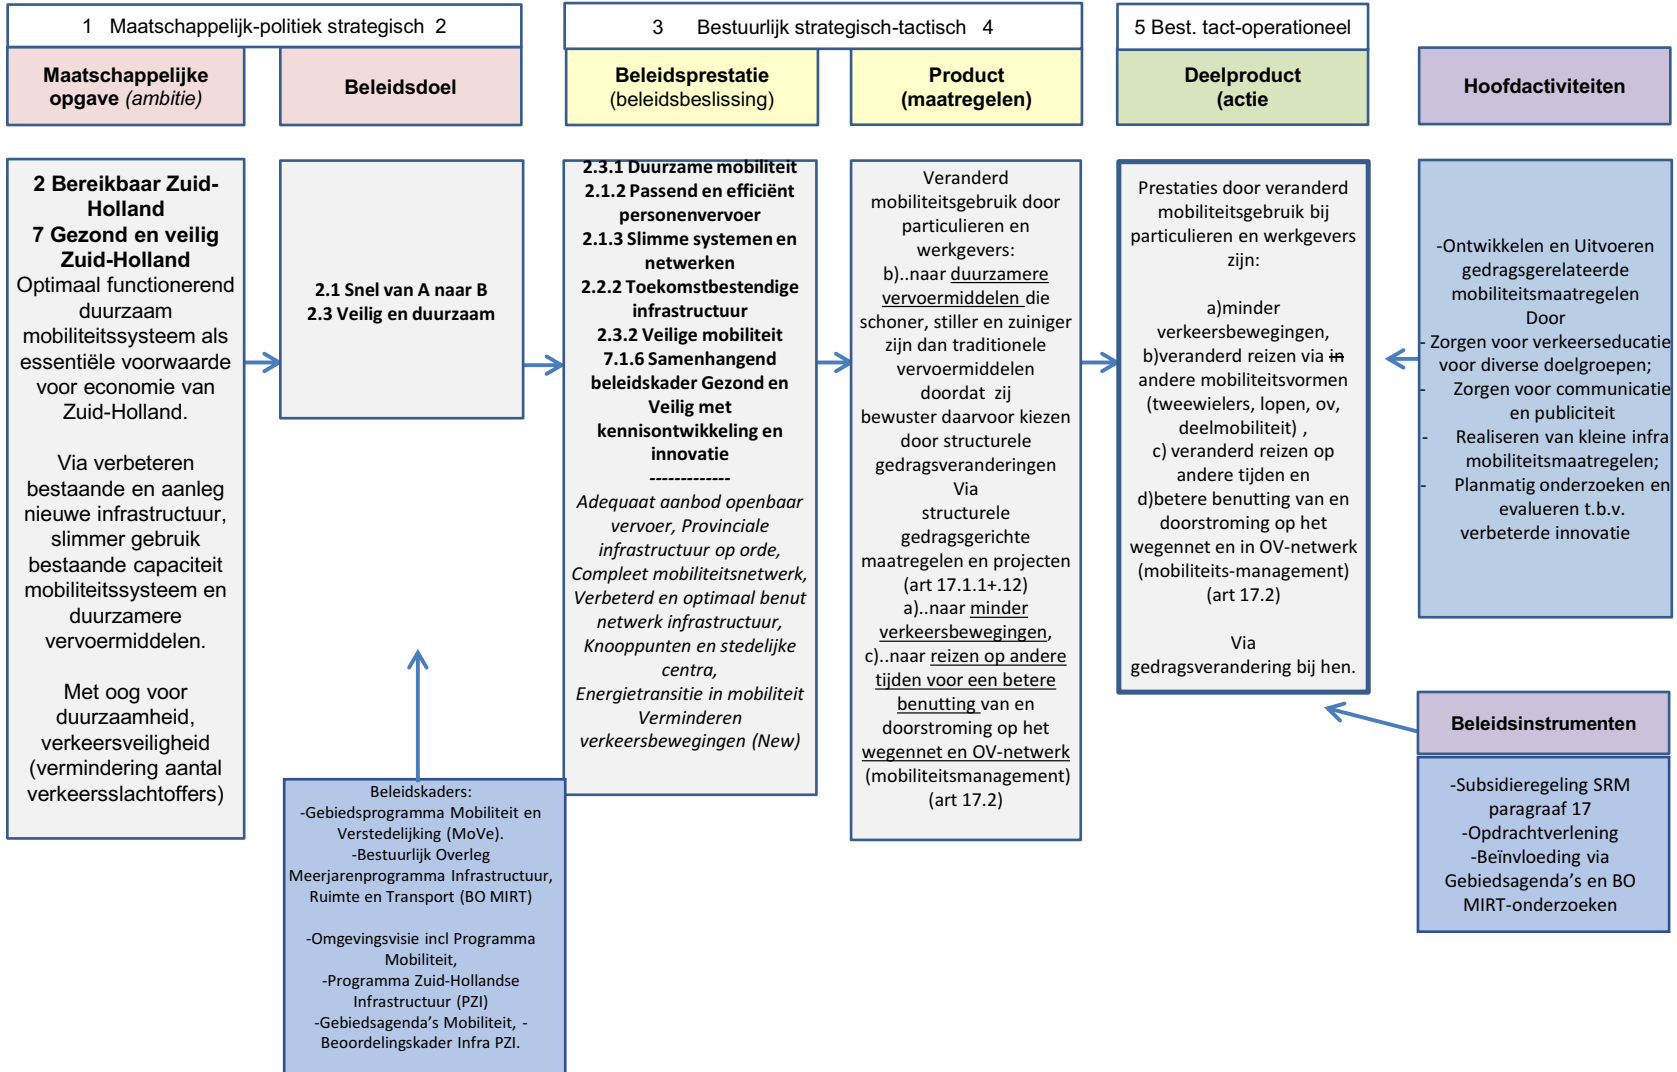 1 Maatschappelijk-politiek strategisch 2
3 Bestuurlijk strategisch-tactisch 4
5 Best. tact-operationeel
Maatschappelijke
opgave (ambitie)
Beleidsdoel
Beleidsprestatie
(beleidsbeslissing)
Product
(maatregelen)
Deelproduct
(actie
Hoofdactiviteiten
2 Bereikbaar Zuid-
Holland
7 Gezond en veilig
Zuid-Holland
Optimaal functionerend
duurzaam
mobiliteitssysteem als
essentiële voorwaarde
voor economie van
Zuid-Holland.
Via verbeteren
bestaande en aanleg
nieuwe infrastructuur,
slimmer gebruik
bestaande capaciteit
mobiliteitssysteem en
duurzamere
vervoermiddelen.
Met oog voor
duurzaamheid,
verkeersveiligheid
(vermindering aantal
verkeersslachtoffers)
2.1 Snel van A naar B
2.3 Veilig en duurzaam
2.3.1 Duurzame mobiliteit
2.1.2 Passend en efficiënt
personenvervoer
2.1.3 Slimme systemen en
netwerken
2.2.2 Toekomstbestendige
infrastructuur
2.3.2 Veilige mobiliteit
7.1.6 Samenhangend
beleidskader Gezond en
Veilig met
kennisontwikkeling en
innovatie
-------------
Adequaat aanbod openbaar
vervoer, Provinciale
infrastructuur op orde,
Compleet mobiliteitsnetwerk,
Verbeterd en optimaal benut
netwerk infrastructuur,
Knooppunten en stedelijke
centra,
Energietransitie in mobiliteit
Verminderen
verkeersbewegingen (New)
Veranderd
mobiliteitsgebruik door
particulieren en
werkgevers:
b)..naar duurzamere
vervoermiddelen die
schoner, stiller en zuiniger
zijn dan traditionele
vervoermiddelen
doordat zij
bewuster daarvoor kiezen
door structurele
gedragsveranderingen
Via
structurele
gedragsgerichte
maatregelen en projecten
(art 17.1.1+.12)
a)..naar minder
verkeersbewegingen,
c)..naar reizen op andere
tijden voor een betere
benutting van en
doorstroming op het
wegennet en OV-netwerk
(mobiliteitsmanagement)
(art 17.2)
Prestaties door veranderd
mobiliteitsgebruik bij
particulieren en werkgevers
zijn:
a)minder
verkeersbewegingen,
b)veranderd reizen via in
andere mobiliteitsvormen
(tweewielers, lopen, ov,
deelmobiliteit) ,
c) veranderd reizen op
andere tijden en
d)betere benutting van en
doorstroming op het
wegennet en in OV-netwerk
(mobiliteits-management)
(art 17.2)
Via
gedragsverandering bij hen.
-Ontwikkelen en Uitvoeren
gedragsgerelateerde
mobiliteitsmaatregelen
Door
- Zorgen voor verkeerseducatie
voor diverse doelgroepen;
- Zorgen voor communicatie
en publiciteit
- Realiseren van kleine infra
mobiliteitsmaatregelen;
- Planmatig onderzoeken en
evalueren t.b.v.
verbeterde innovatie
Beleidsinstrumenten
-Subsidieregeling SRM
paragraaf 17
-Opdrachtverlening
-Beïnvloeding via
Gebiedsagenda's en BO
MIRT-onderzoeken
Beleidskaders:
-Gebiedsprogramma Mobiliteit en
Verstedelijking (MoVe).
-Bestuurlijk Overleg
Meerjarenprogramma Infrastructuur,
Ruimte en Transport (BO MIRT)
-Omgevingsvisie incl Programma
Mobiliteit,
-Programma Zuid-Hollandse
Infrastructuur (PZI)
-Gebiedsagenda's Mobiliteit, -
Beoordelingskader Infra PZI.